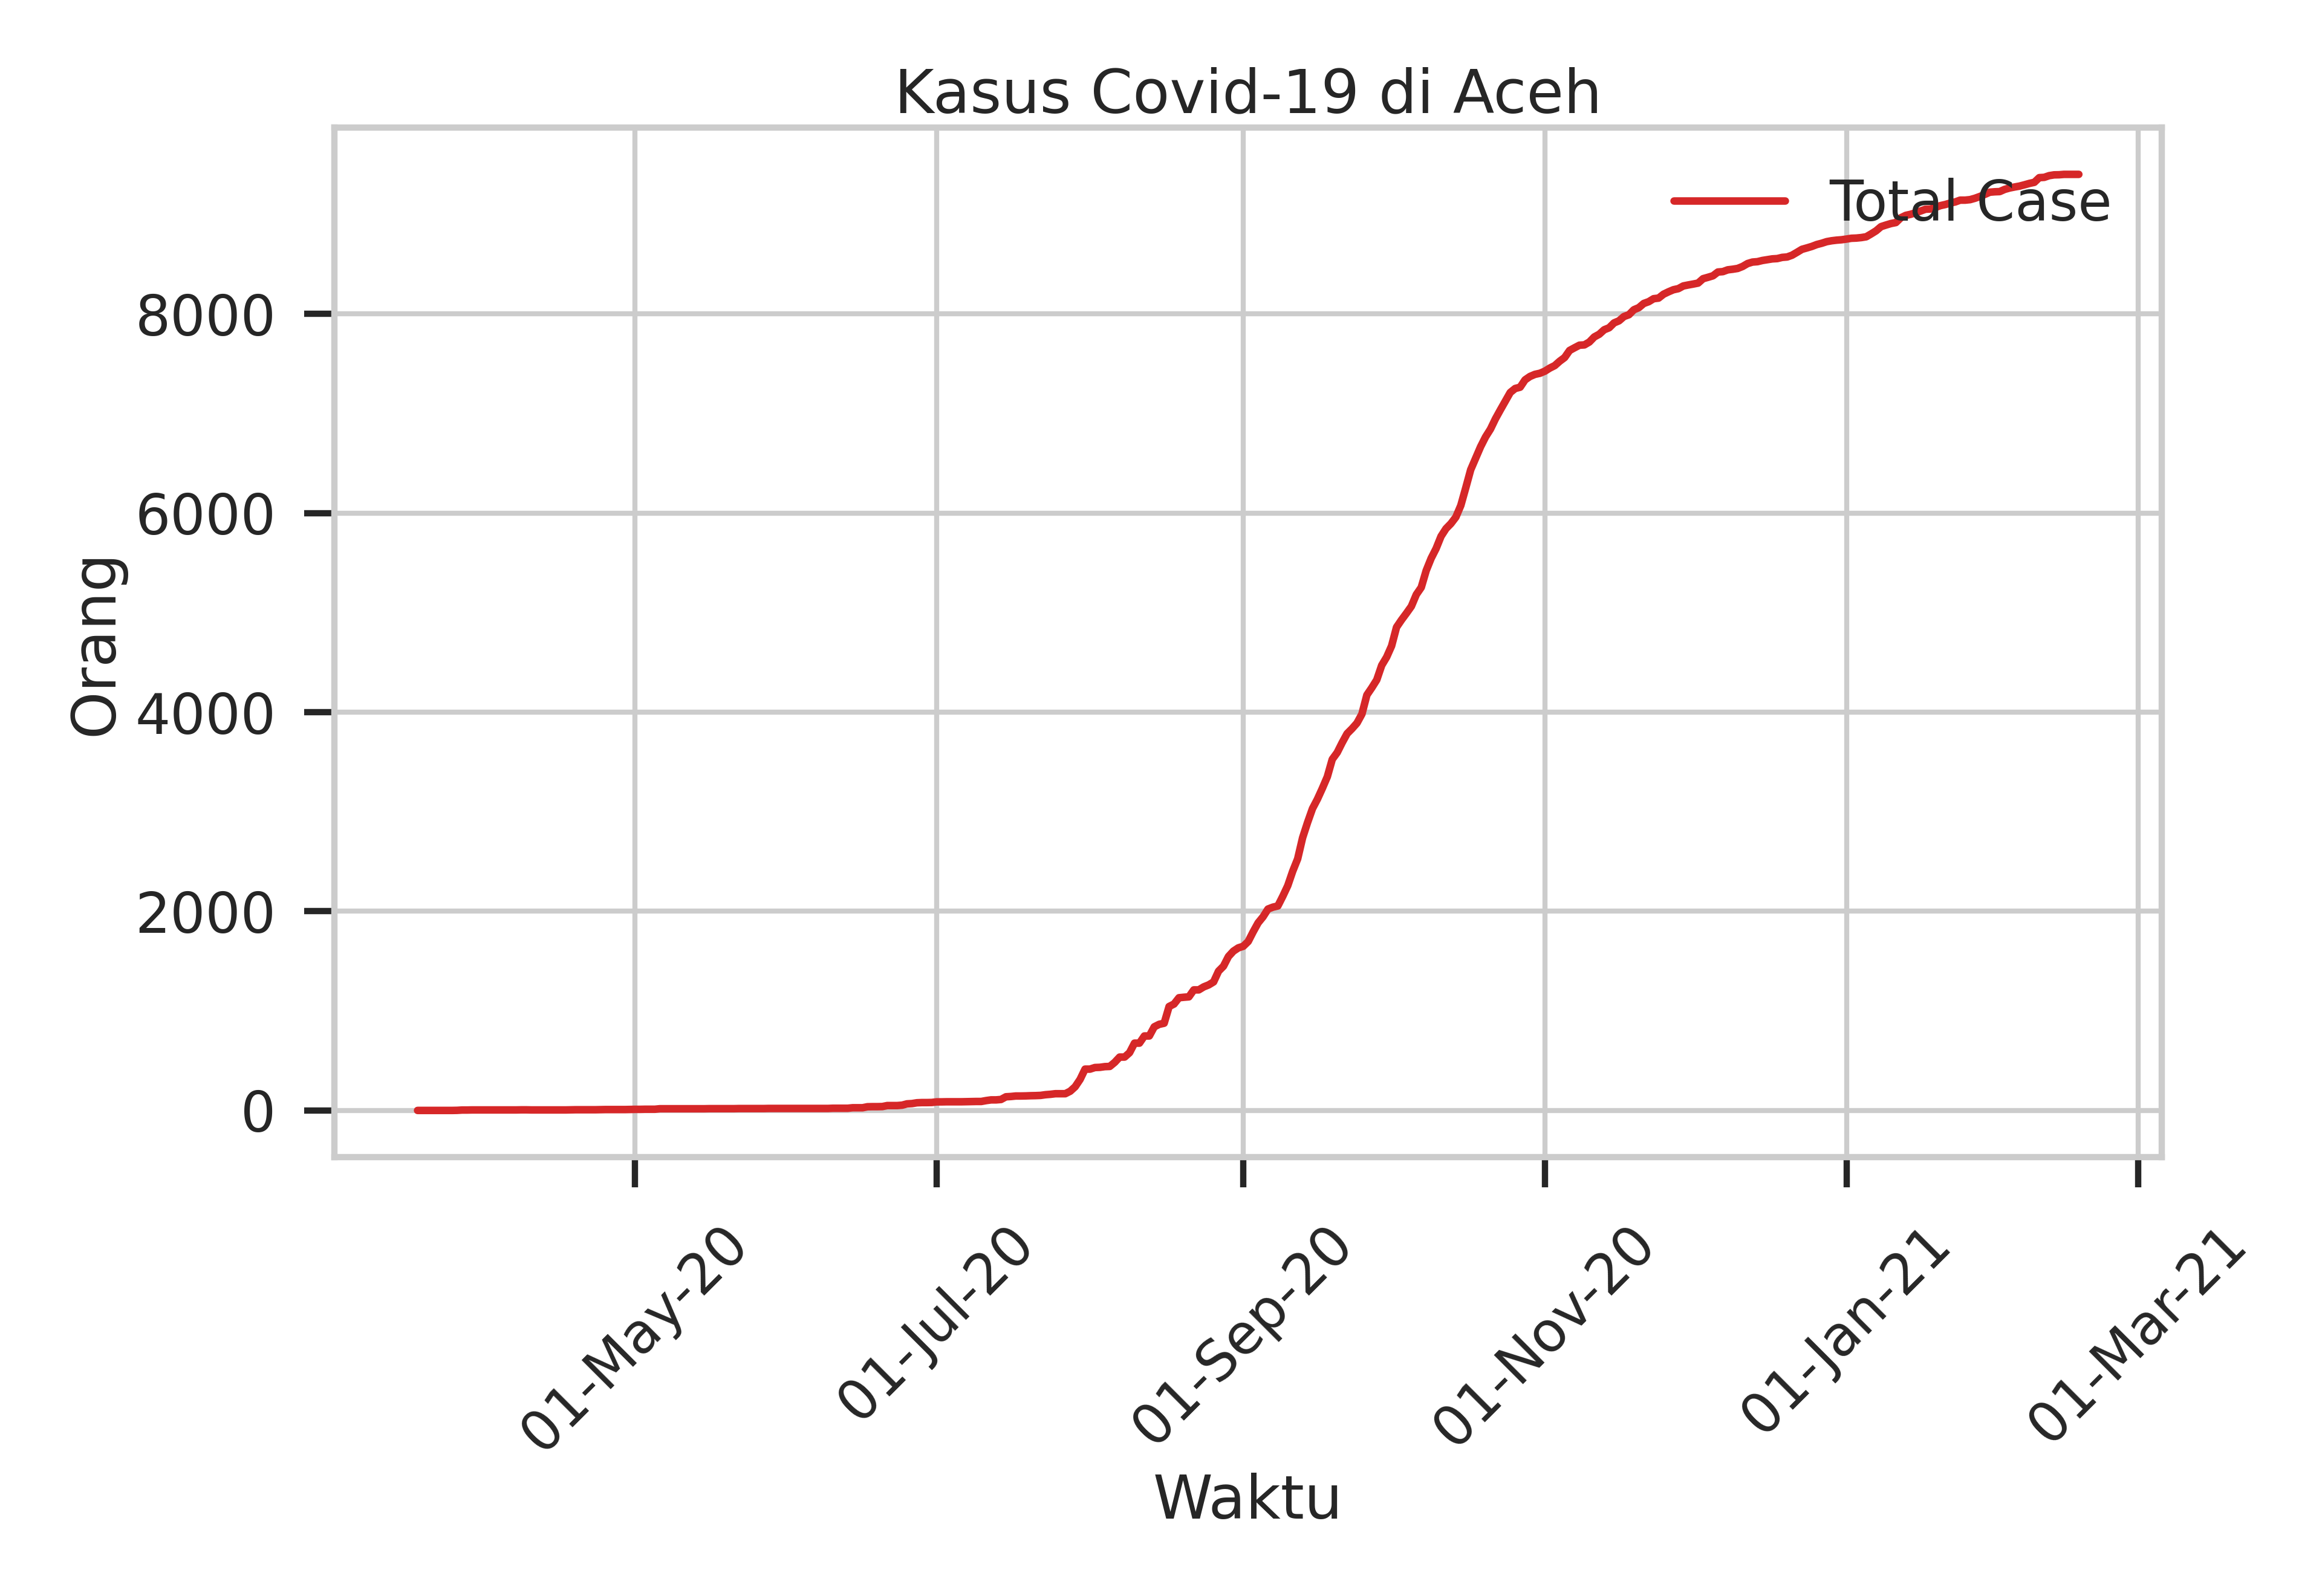 Kasus Covid-19 di Aceh
Total Case
8000
6000
4000
2000
0
Orang
01-May-20
01-Jul-20
01-Sep-20
01-Nov-20
01-Jan-21
01-Mar-21
Waktu